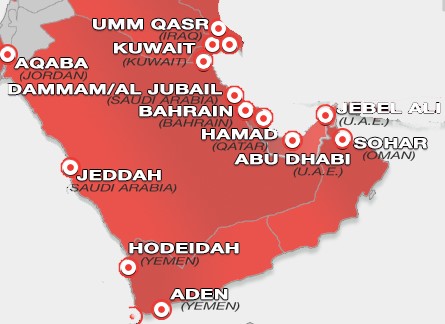 UMM QASR
(IRAQ)
KUWAIT
(KUWAIT)
AQABA
(JORDAN)
DAMMAM/AL JUBAIL
(SAUDI ARABIA)
BAHRAIN
(BAHRAIN)
JEBEL ALI
(U.A.E.)
HAMAD
(QATAR)
SOHAR
(OMAN)
ABU DHABI
(U.A.E.)
JEDDAH
(SAUDI ARABIA)
HODEIDAH
(YEMEN)
ADEN
(YEMEN)